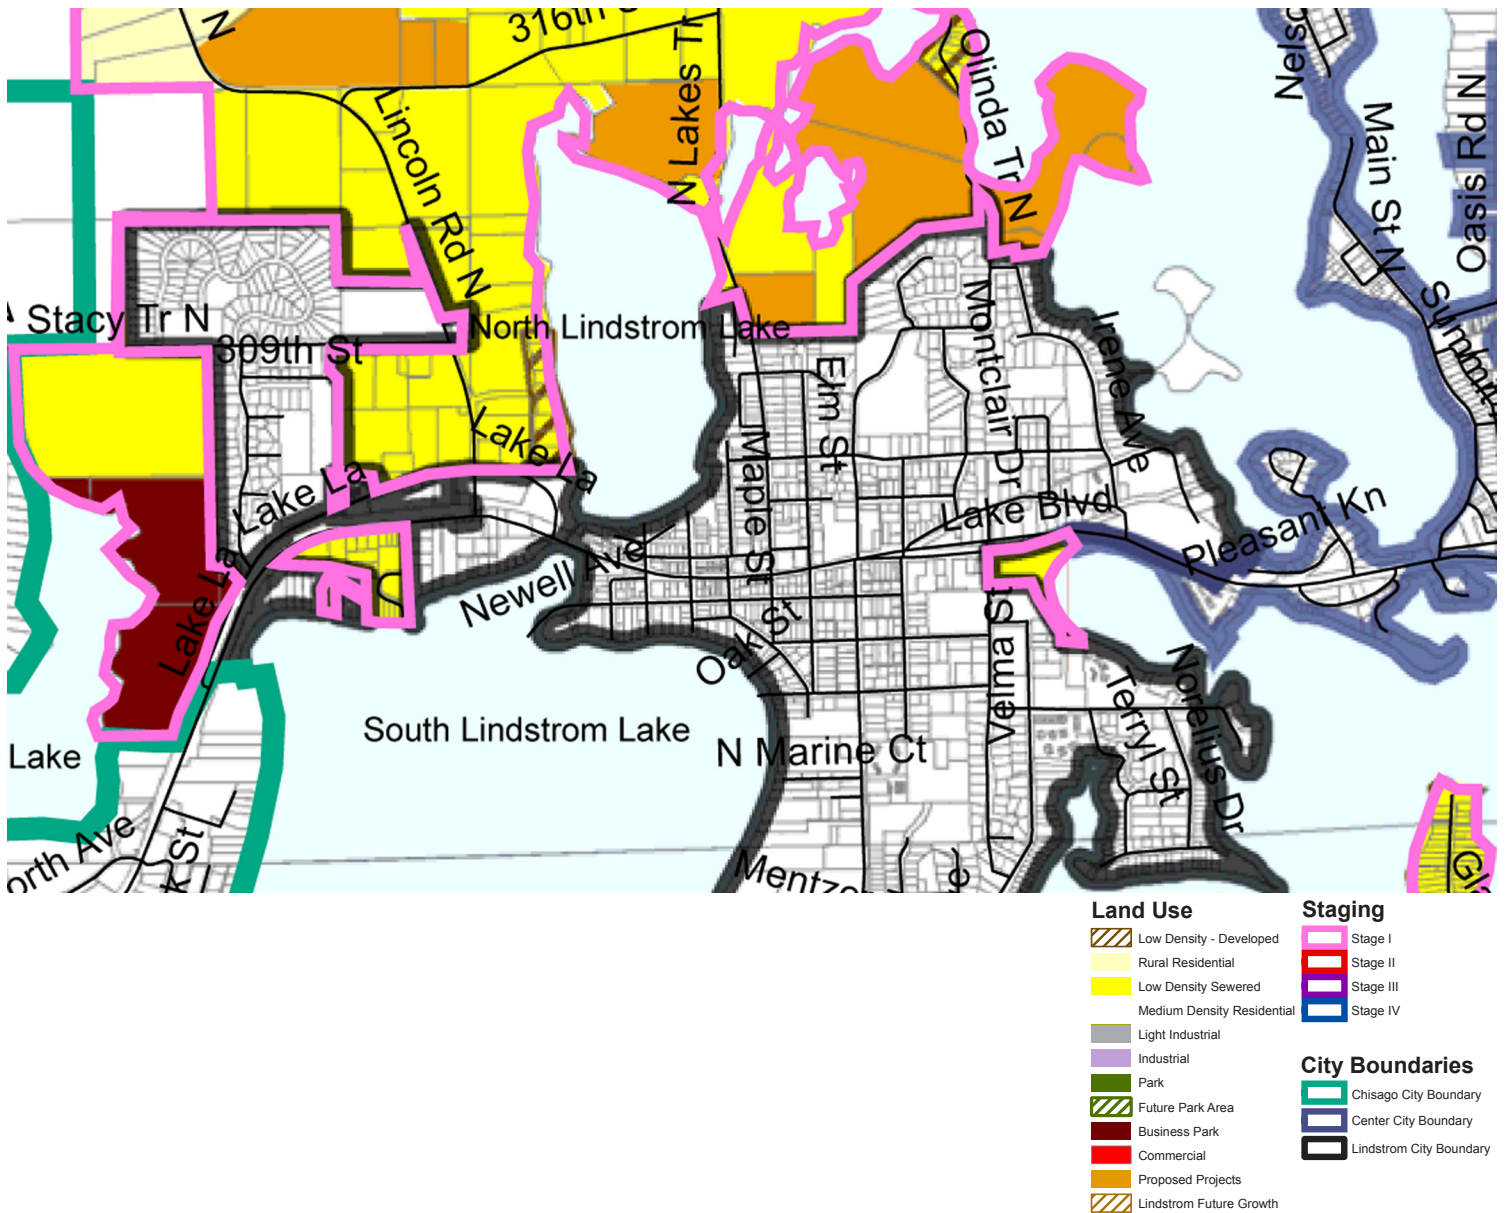 N
316th
N Lakes Tr
Olinda Tr N
Nelso
Main St N
Oasis Rd N
Lincoln Rd N
Stacy Tr N
309th St
North Lindstrom Lake
Montclair Dr
Irene Ave
Summit
Elm St
Lake La
Lake La
Maple St
Lake Blvd
Pleasant Kn
Newell Ave
Lake La
Oak St
Velma St
Terryl St
Norelius Dr
South Lindstrom Lake
N Marine Ct
Lake
orth Ave
k St
Mentze
Gl
Land Use
Low Density - Developed
Rural Residential
Low Density Sewered
Medium Density Residential
Light Industrial
Industrial
Park
Future Park Area
Business Park
Commercial
Proposed Projects
Lindstrom Future Growth
Staging
Stage I
Stage II
Stage III
Stage IV
City Boundaries
Chisago City Boundary
Center City Boundary
Lindstrom City Boundary